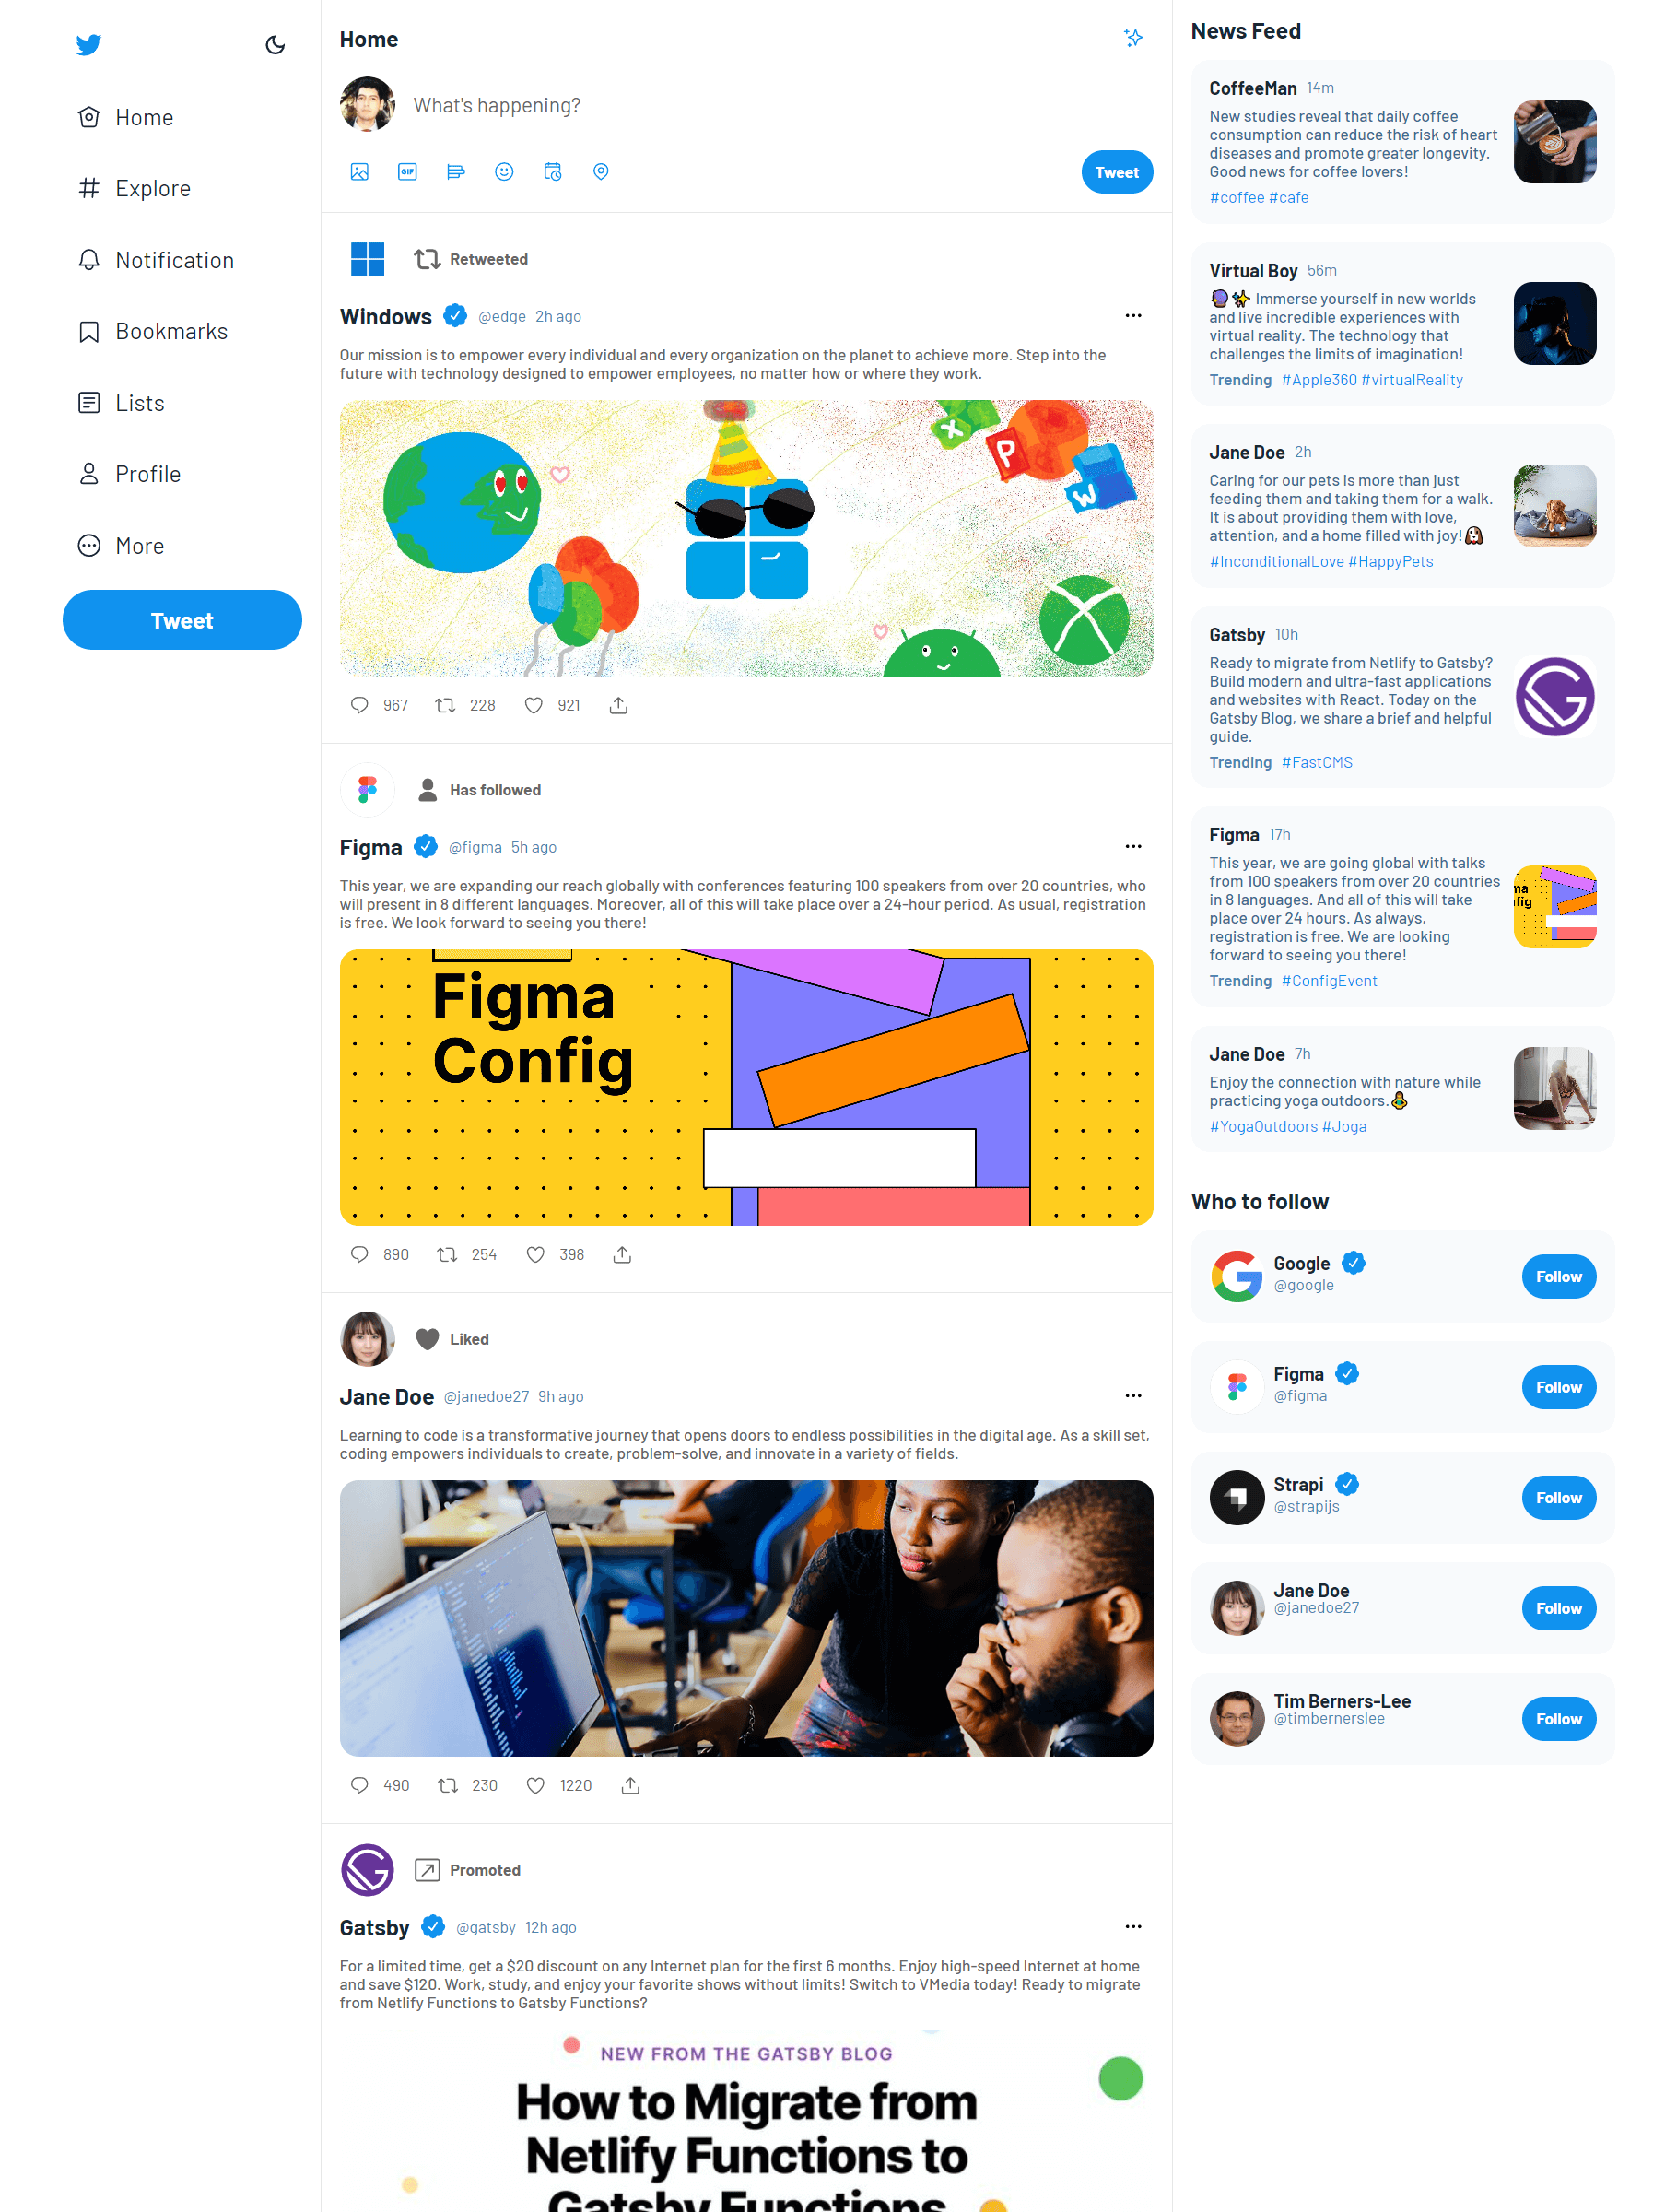 Home
Explore
Notification
Bookmarks
Lists
Profile
More
Tweet
Home
What's happening?
GIF
Tweet
Retweeted
Windows @edge 2h ago
Our mission is to empower every individual and every organization on the planet to achieve more. Step into the
future with technology designed to empower employees, no matter how or where they work.
X
P
W
967 228 921
Has followed
Figma @figma 5h ago
This year, we are expanding our reach globally with conferences featuring 100 speakers from over 20 countries, who
will present in 8 different languages. Moreover, all of this will take place over a 24-hour period. As usual, registration
is free. We look forward to seeing you there!
Figma
Config
890 254 398
Liked
Jane Doe @janedoe27 9h ago
Learning to code is a transformative journey that opens doors to endless possibilities in the digital age. As a skill set,
coding empowers individuals to create, problem-solve, and innovate in a variety of fields.
490 230 1220
Promoted
Gatsby @gatsby 12h ago
For a limited time, get a $20 discount on any Internet plan for the first 6 months. Enjoy high-speed Internet at home
and save $120. Work, study, and enjoy your favorite shows without limits! Switch to VMedia today! Ready to migrate
from Netlify Functions to Gatsby Functions?
NEW FROM THE GATSBY BLOG
How to Migrate from
Netlify Functions to
Gatsby Functions
News Feed
CoffeeMan 14m
New studies reveal that daily coffee
consumption can reduce the risk of heart
diseases and promote greater longevity.
Good news for coffee lovers!
#coffee #cafe
Virtual Boy 56m
🔮✨ Immerse yourself in new worlds
and live incredible experiences with
virtual reality. The technology that
challenges the limits of imagination!
Trending #Apple360 #virtualReality
Jane Doe 2h
Caring for our pets is more than just
feeding them and taking them for a walk.
It is about providing them with love,
attention, and a home filled with joy!🐶
#InconditionalLove #HappyPets
Gatsby 10h
Ready to migrate from Netlify to Gatsby?
Build modern and ultra-fast applications
and websites with React. Today on the
Gatsby Blog, we share a brief and helpful
guide.
Trending #FastCMS
Figma 17h
This year, we are going global with talks
from 100 speakers from over 20 countries
in 8 languages. And all of this will take
place over 24 hours. As always,
registration is free. We are looking
forward to seeing you there!
Trending #ConfigEvent
ma
fig
Jane Doe 7h
Enjoy the connection with nature while
practicing yoga outdoors.🧘
#YogaOutdoors #Joga
Who to follow
Google
@google
Follow
Figma
@figma
Follow
Strapi
@strapijs
Follow
Jane Doe
@janedoe27
Follow
Tim Berners-Lee
@timbernerslee
Follow